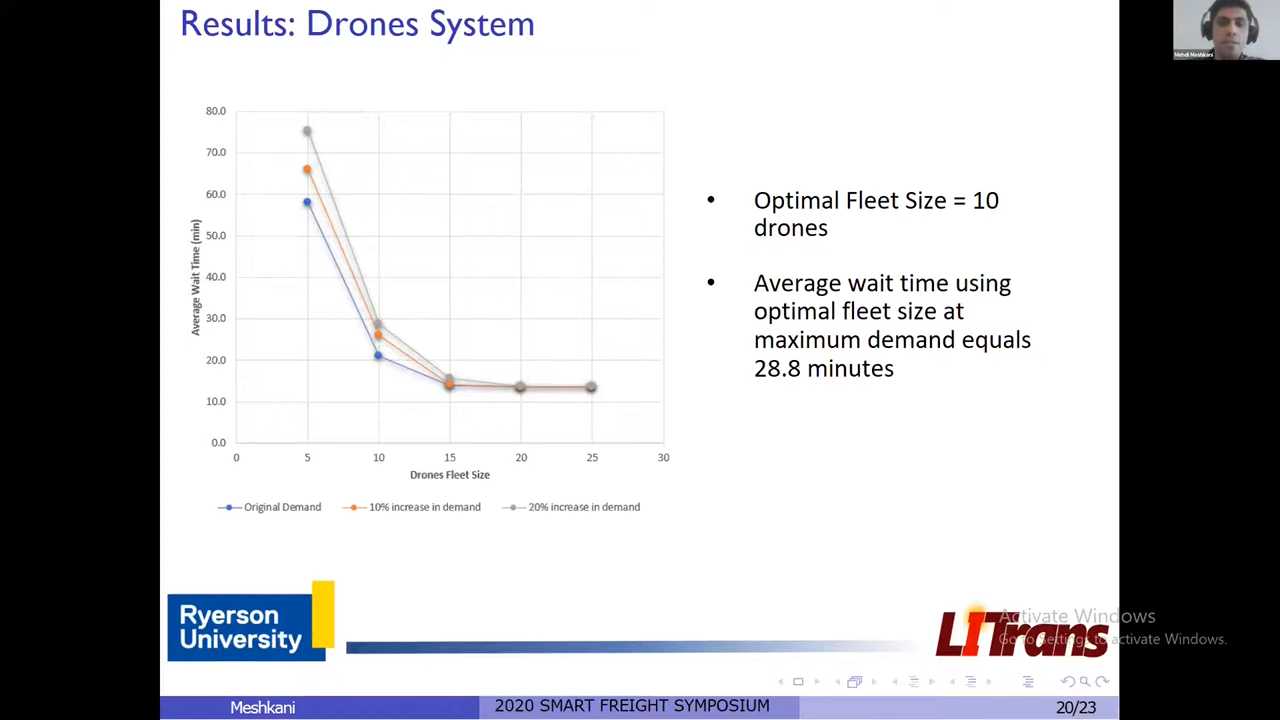 Results: Drones System
Mehdi Meshkani
80.0
70.0
60.0
50.0
40.0
30.0
20.0
10.0
0.0
Average Wait Time (min)
0 5 10 15 20 25 30
Drones Fleet Size
Original Demand 10% increase in demand 20% increase in demand
• Optimal Fleet Size = 10
drones
• Average wait time using
optimal fleet size at
maximum demand equals
28.8 minutes
Ryerson
University
LITrans
Activate Windows
Go to Settings to activate Windows.
Meshkani 2020 SMART FREIGHT SYMPOSIUM 20/23